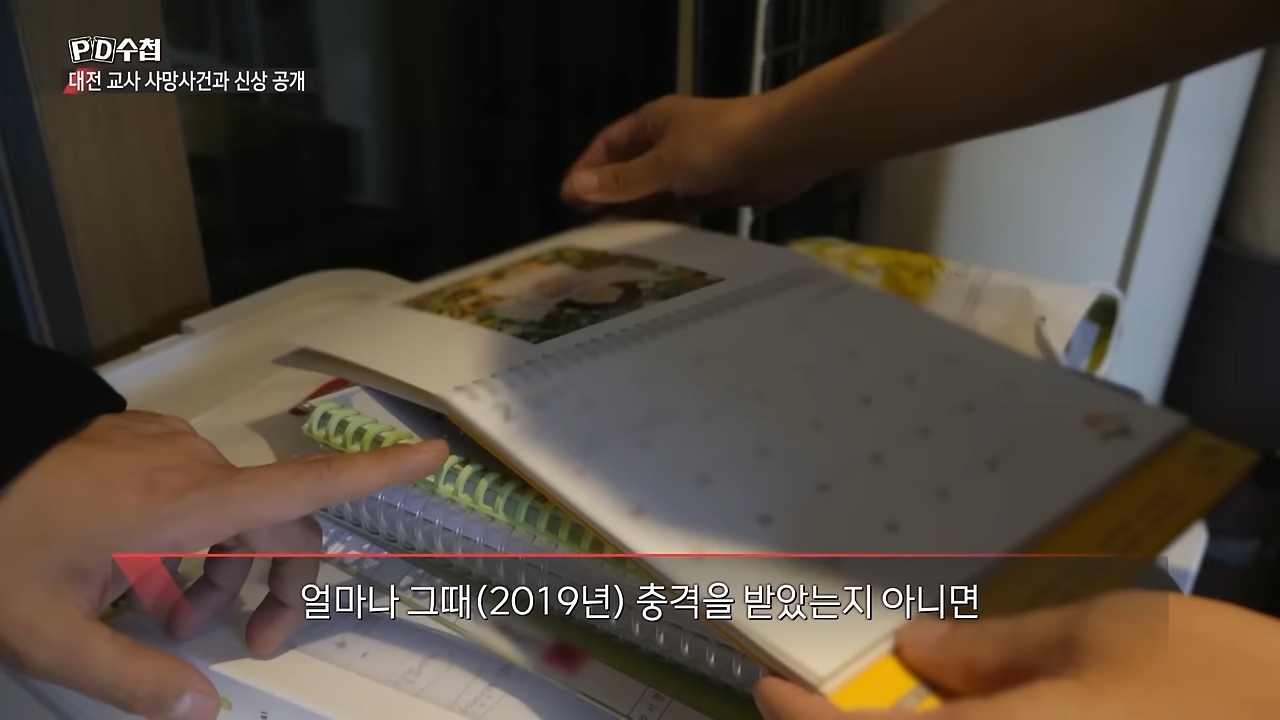 PD수첩
대전 교사 사망사건과 신상 공개
얼마나 그때(2019년) 충격을 받았는지 아니면